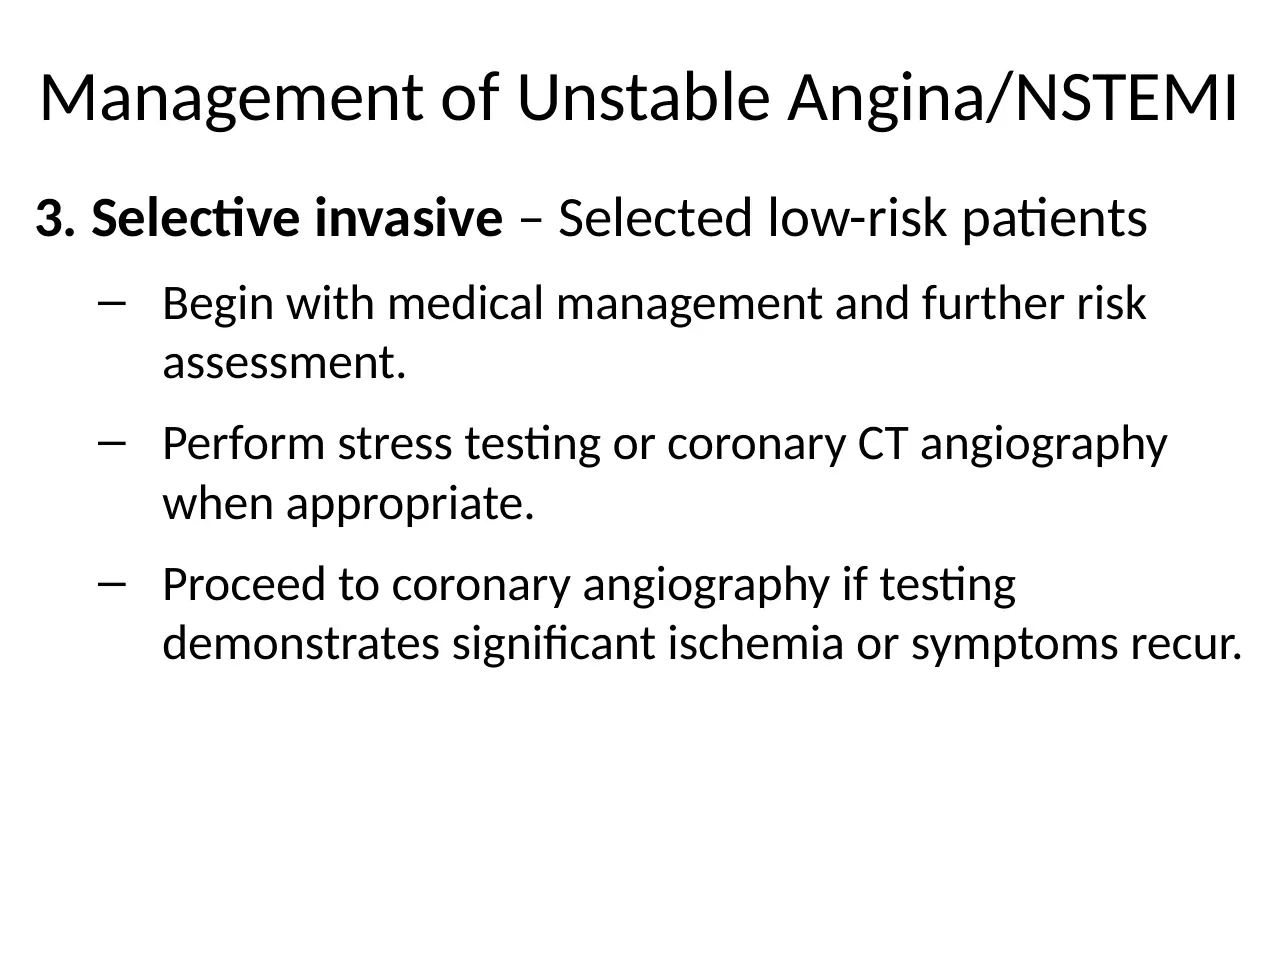 Management of Unstable Angina/NSTEMI
3. Selective invasive – Selected low-risk patients
– Begin with medical management and further risk
assessment.
– Perform stress testing or coronary CT angiography
when appropriate.
– Proceed to coronary angiography if testing
demonstrates significant ischemia or symptoms recur.